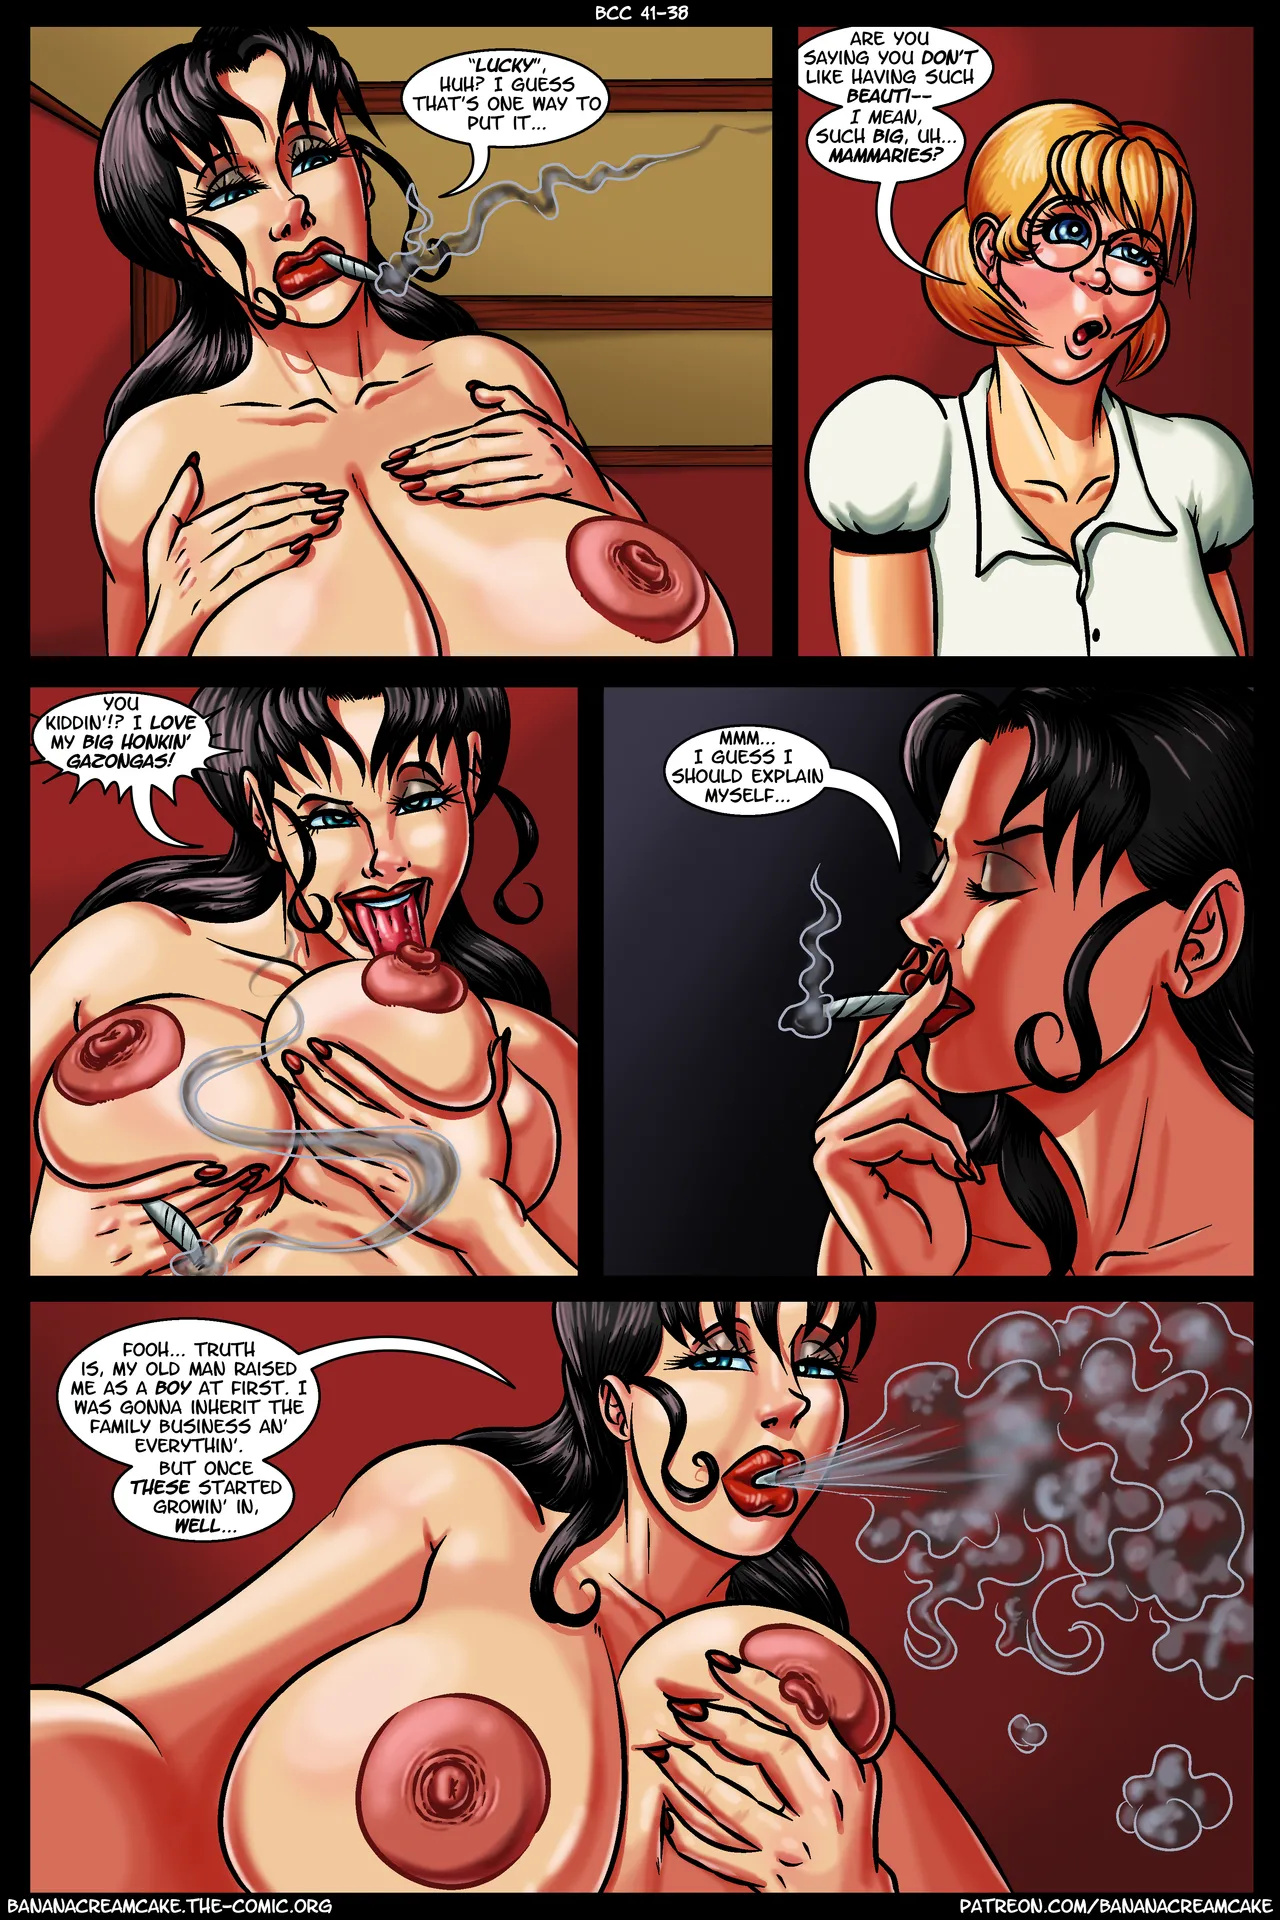 BCC 41-38
"LUCKY",
HUH? I GUESS
THAT'S ONE WAY TO
PUT IT...
ARE YOU
SAYING YOU DON'T
LIKE HAVING SUCH
BEAUTI--
I MEAN,
SUCH BIG, UH...
MAMMARIES?
YOU
KIDDIN'!? I LOVE
MY BIG HONKIN'
GAZONGAS!
MMM...
I GUESS I
SHOULD EXPLAIN
MYSELF...
FOOH... TRUTH
IS, MY OLD MAN RAISED
ME AS A BOY AT FIRST. I
WAS GONNA INHERIT THE
FAMILY BUSINESS AN'
EVERYTHIN'.
BUT ONCE
THESE STARTED
GROWIN' IN,
WELL...
BANANACREAMCAKE.THE-COMIC.ORG
PATREON.COM/BANANACREAMCAKE